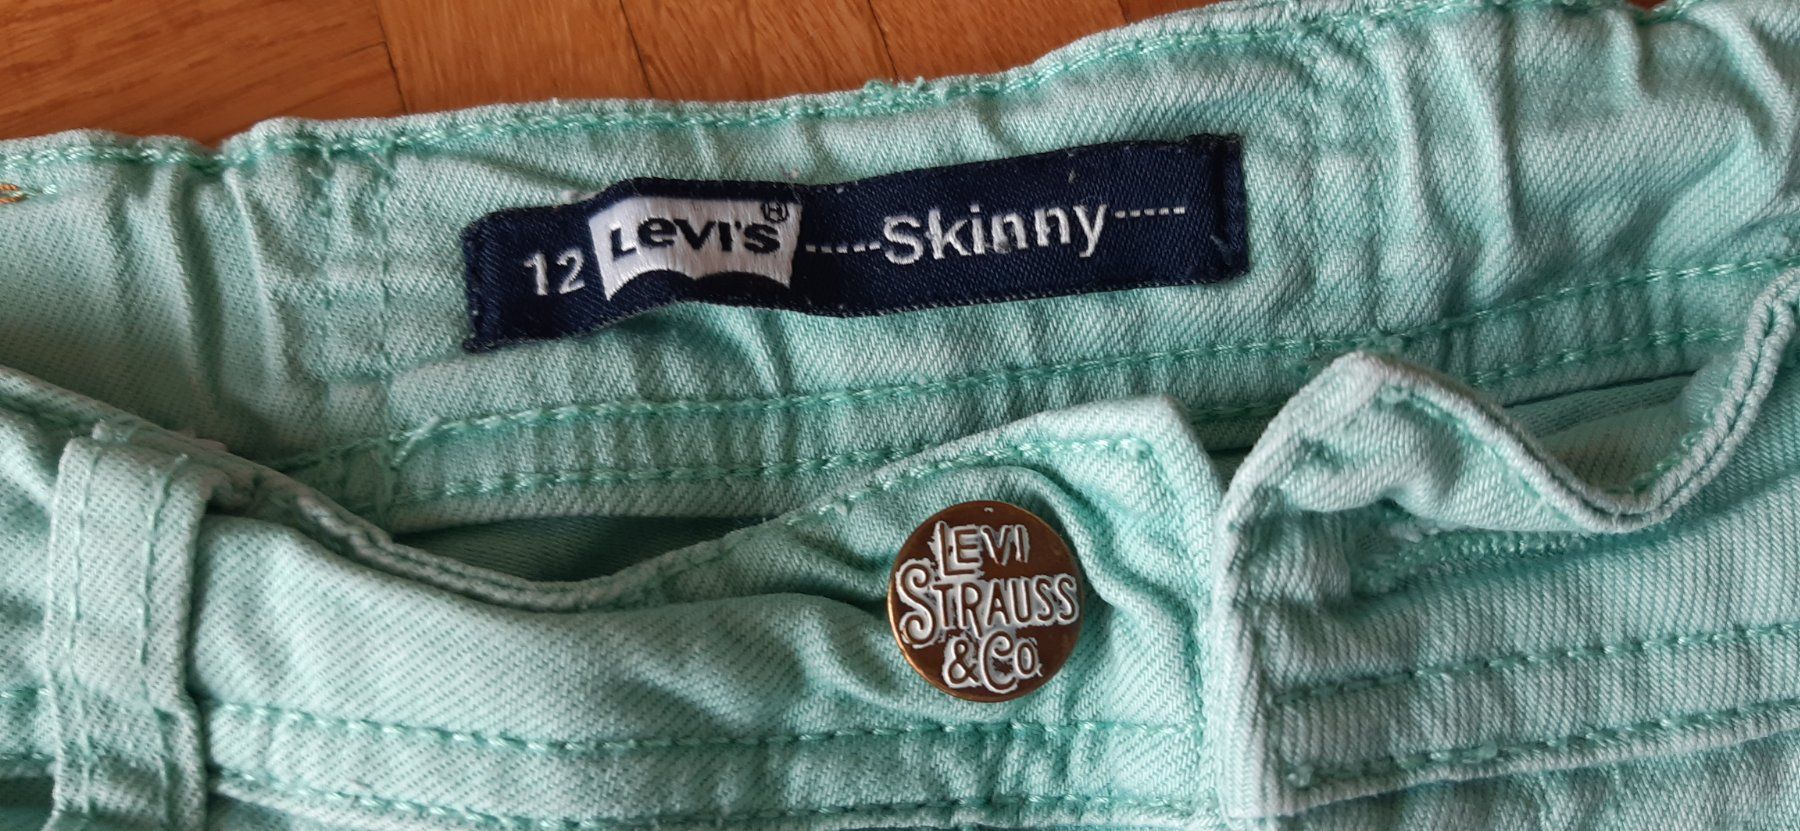 12 Levi's® -----Skinny-----
LEVI
STRAUSS
& Co